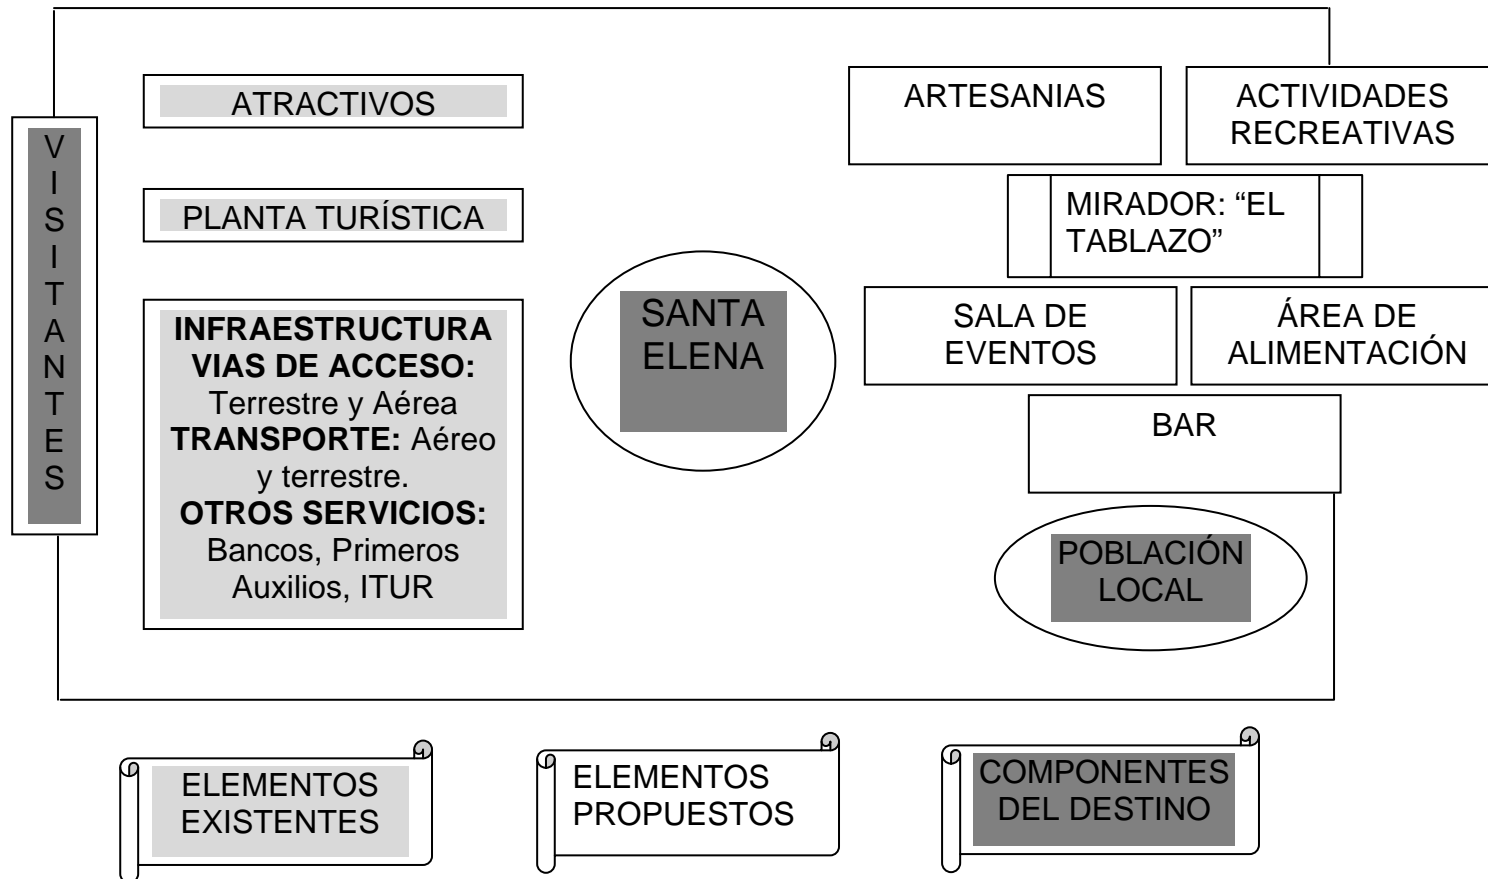 VISITANTES
ATRACTIVOS
PLANTA TURÍSTICA
INFRAESTRUCTURA
VIAS DE ACCESO:
Terrestre y Aérea
TRANSPORTE: Aéreo
y terrestre.
OTROS SERVICIOS:
Bancos, Primeros
Auxilios, ITUR
SANTA
ELENA
ARTESANIAS
ACTIVIDADES
RECREATIVAS
MIRADOR: “EL
TABLAZO”
SALA DE
EVENTOS
ÁREA DE
ALIMENTACIÓN
BAR
POBLACIÓN
LOCAL
ELEMENTOS
EXISTENTES
ELEMENTOS
PROPUESTOS
COMPONENTES
DEL DESTINO